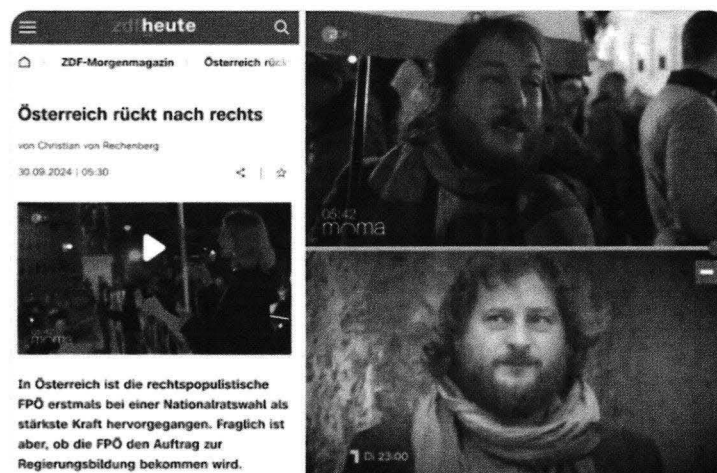 zdfheute
ZDF-Morgenmagazin Österreich rück
Österreich rückt nach rechts
von Christian von Rechenberg
30.09.2024 | 05:30
moma
In Österreich ist die rechtspopulistische
FPÖ erstmals bei einer Nationalratswahl als
stärkste Kraft hervorgegangen. Fraglich ist
aber, ob die FPÖ den Auftrag zur
Regierungsbildung bekommen wird.
05:42
moma
Di 23:00